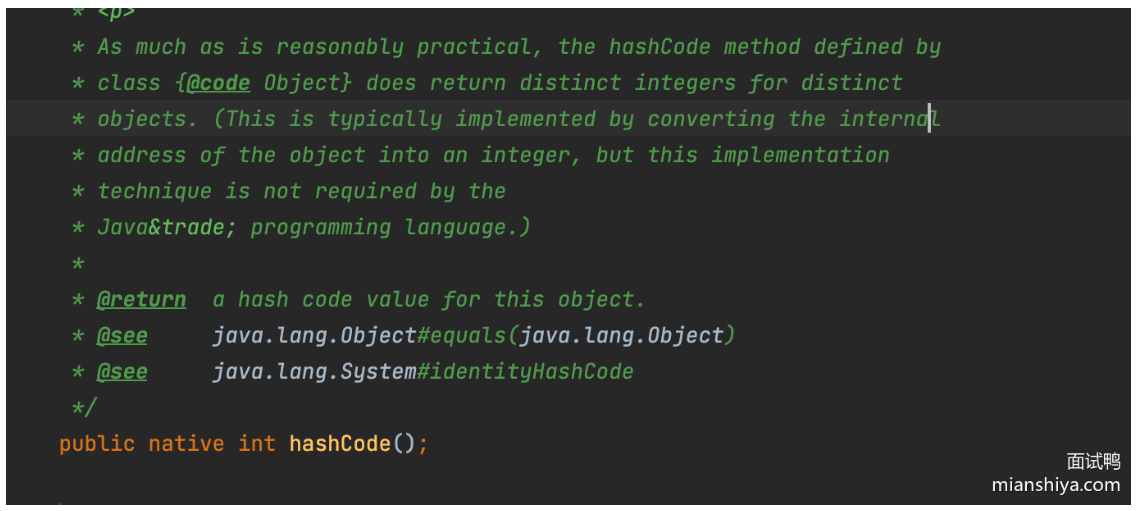 * <p>
* As much as is reasonably practical, the hashCode method defined by
* class {@code Object} does return distinct integers for distinct
* objects. (This is typically implemented by converting the internal
* address of the object into an integer, but this implementation
* technique is not required by the
* Java&trade; programming language.)
*
* @return  a hash code value for this object.
* @see     java.lang.Object#equals(java.lang.Object)
* @see     java.lang.System#identityHashCode
*/
public native int hashCode();
面试鸭
mianshiya.com